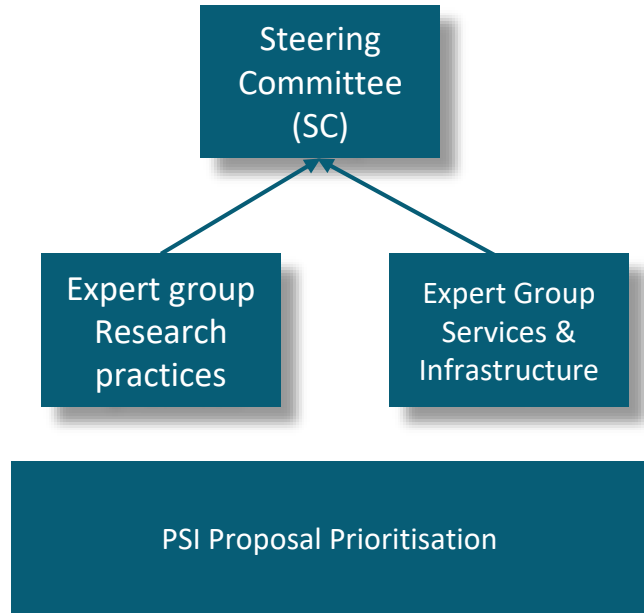 Steering
Committee
(SC)
Expert group
Research
practices
Expert Group
Services &
Infrastructure
PSI Proposal Prioritisation